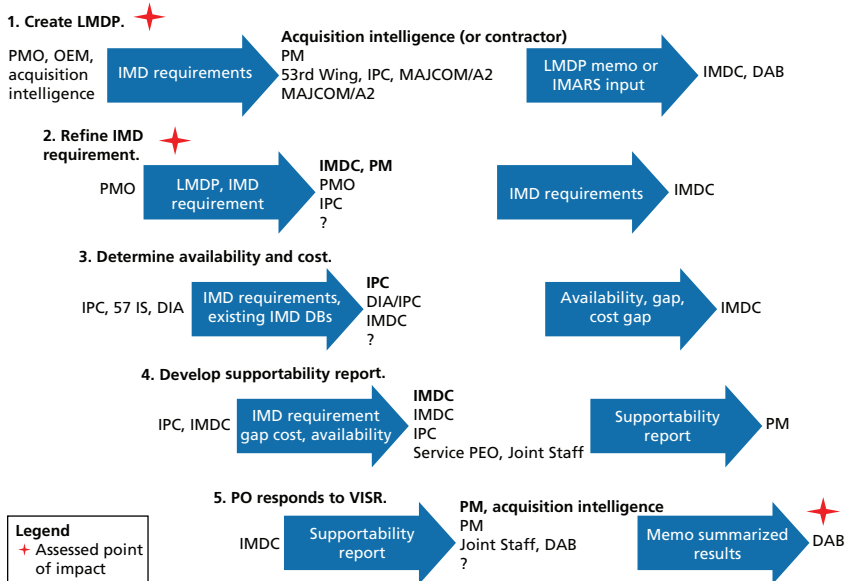 1. Create LMDP.
PMO, OEM,
acquisition
intelligence
IMD requirements
Acquisition intelligence (or contractor)
PM
53rd Wing, IPC, MAJCOM/A2
MAJCOM/A2
LMDP memo or
IMARS input
IMDC, DAB
2. Refine IMD
requirement.
PMO
LMDP, IMD
requirement
IMDC, PM
PMO
IPC
?
IMD requirements
IMDC
3. Determine availability and cost.
IPC, 57 IS, DIA
IMD requirements,
existing IMD DBs
IPC
DIA/IPC
IMDC
?
Availability, gap,
cost gap
IMDC
4. Develop supportability report.
IPC, IMDC
IMD requirement
gap cost, availability
IMDC
IMDC
IPC
Service PEO, Joint Staff
Supportability
report
PM
5. PO responds to VISR.
IMDC
Supportability
report
PM, acquisition intelligence
PM
Joint Staff, DAB
?
Memo summarized
results
DAB
Legend
Assessed point
of impact